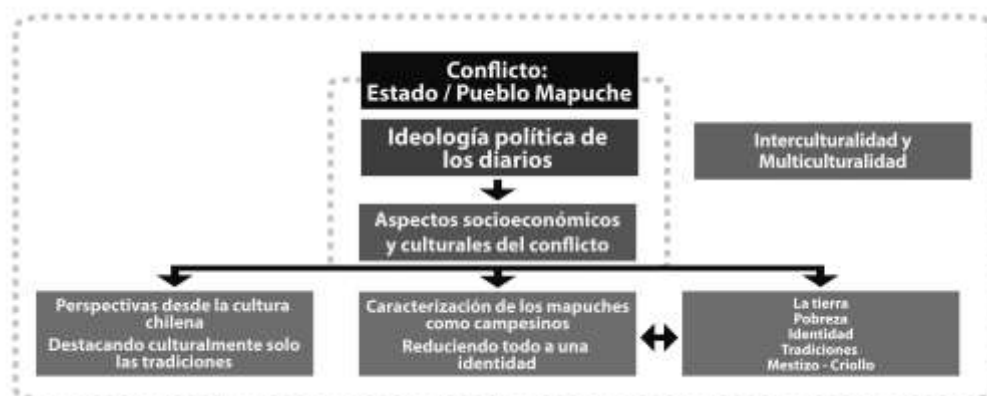 Conflicto:
Estado / Pueblo Mapuche
Ideología política de
los diarios
Interculturalidad y
Multiculturalidad
Aspectos socioeconómicos
y culturales del conflicto
Perspectivas desde la cultura
chilena
Destacando culturalmente solo
las tradiciones
Caracterización de los mapuches
como campesinos
Reduciendo todo a una
identidad
La tierra
Pobreza
Identidad
Tradiciones
Mestizo - Criollo